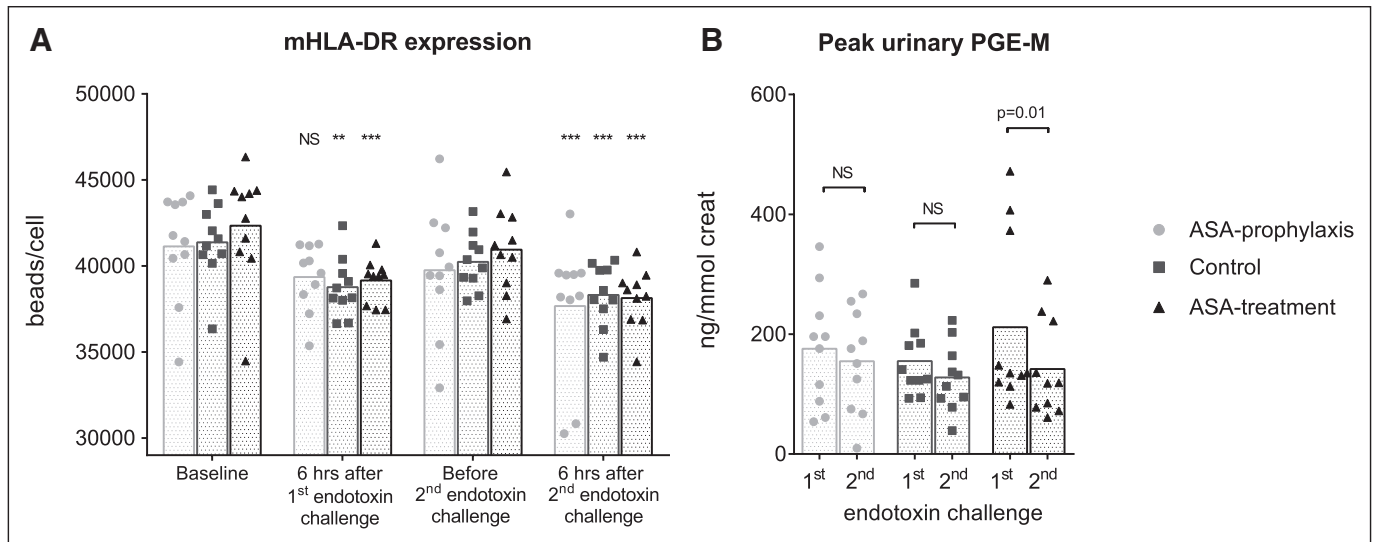 A
mHLA-DR expression
50000
45000
40000
35000
30000
beads/cell
NS ** ***
*** *** ***
Baseline
6 hrs after
1st endotoxin
challenge
Before
2nd endotoxin
challenge
6 hrs after
2nd endotoxin
challenge
B
Peak urinary PGE-M
600
400
200
0
ng/mmol creat
NS
NS
p=0.01
1st 2nd 1st 2nd 1st 2nd
endotoxin challenge
ASA-prophylaxis
Control
ASA-treatment